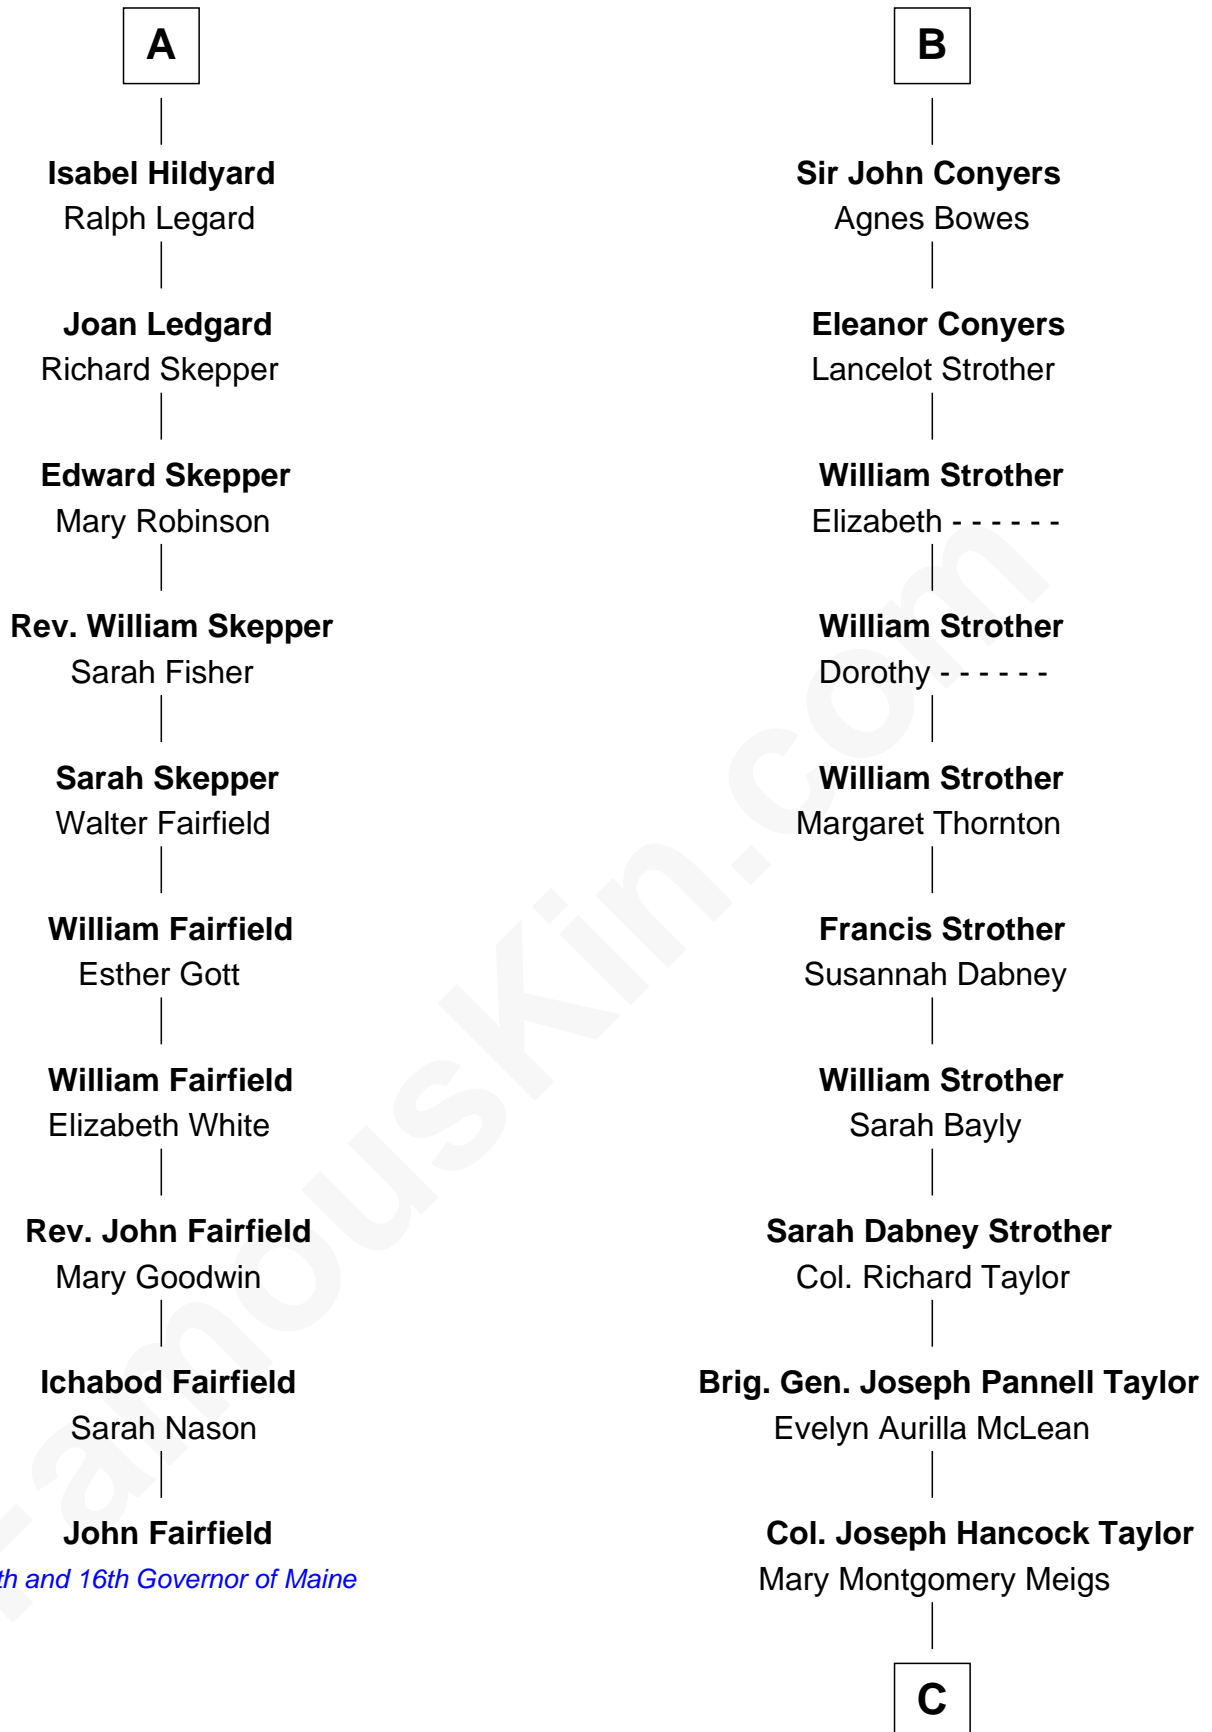 A
Isabel Hildyard
Ralph Legard
Joan Ledgard
Richard Skepper
Edward Skepper
Mary Robinson
Rev. William Skepper
Sarah Fisher
Sarah Skepper
Walter Fairfield
William Fairfield
Esther Gott
William Fairfield
Elizabeth White
Rev. John Fairfield
Mary Goodwin
Ichabod Fairfield
Sarah Nason
John Fairfield
th and 16th Governor of Maine
B
Sir John Conyers
Agnes Bowes
Eleanor Conyers
Lancelot Strother
William Strother
Elizabeth - - - - - -
William Strother
Dorothy - - - - - -
William Strother
Margaret Thornton
Francis Strother
Susannah Dabney
William Strother
Sarah Bayly
Sarah Dabney Strother
Col. Richard Taylor
Brig. Gen. Joseph Pannell Taylor
Evelyn Aurilla McLean
Col. Joseph Hancock Taylor
Mary Montgomery Meigs
C
FamousKin.com